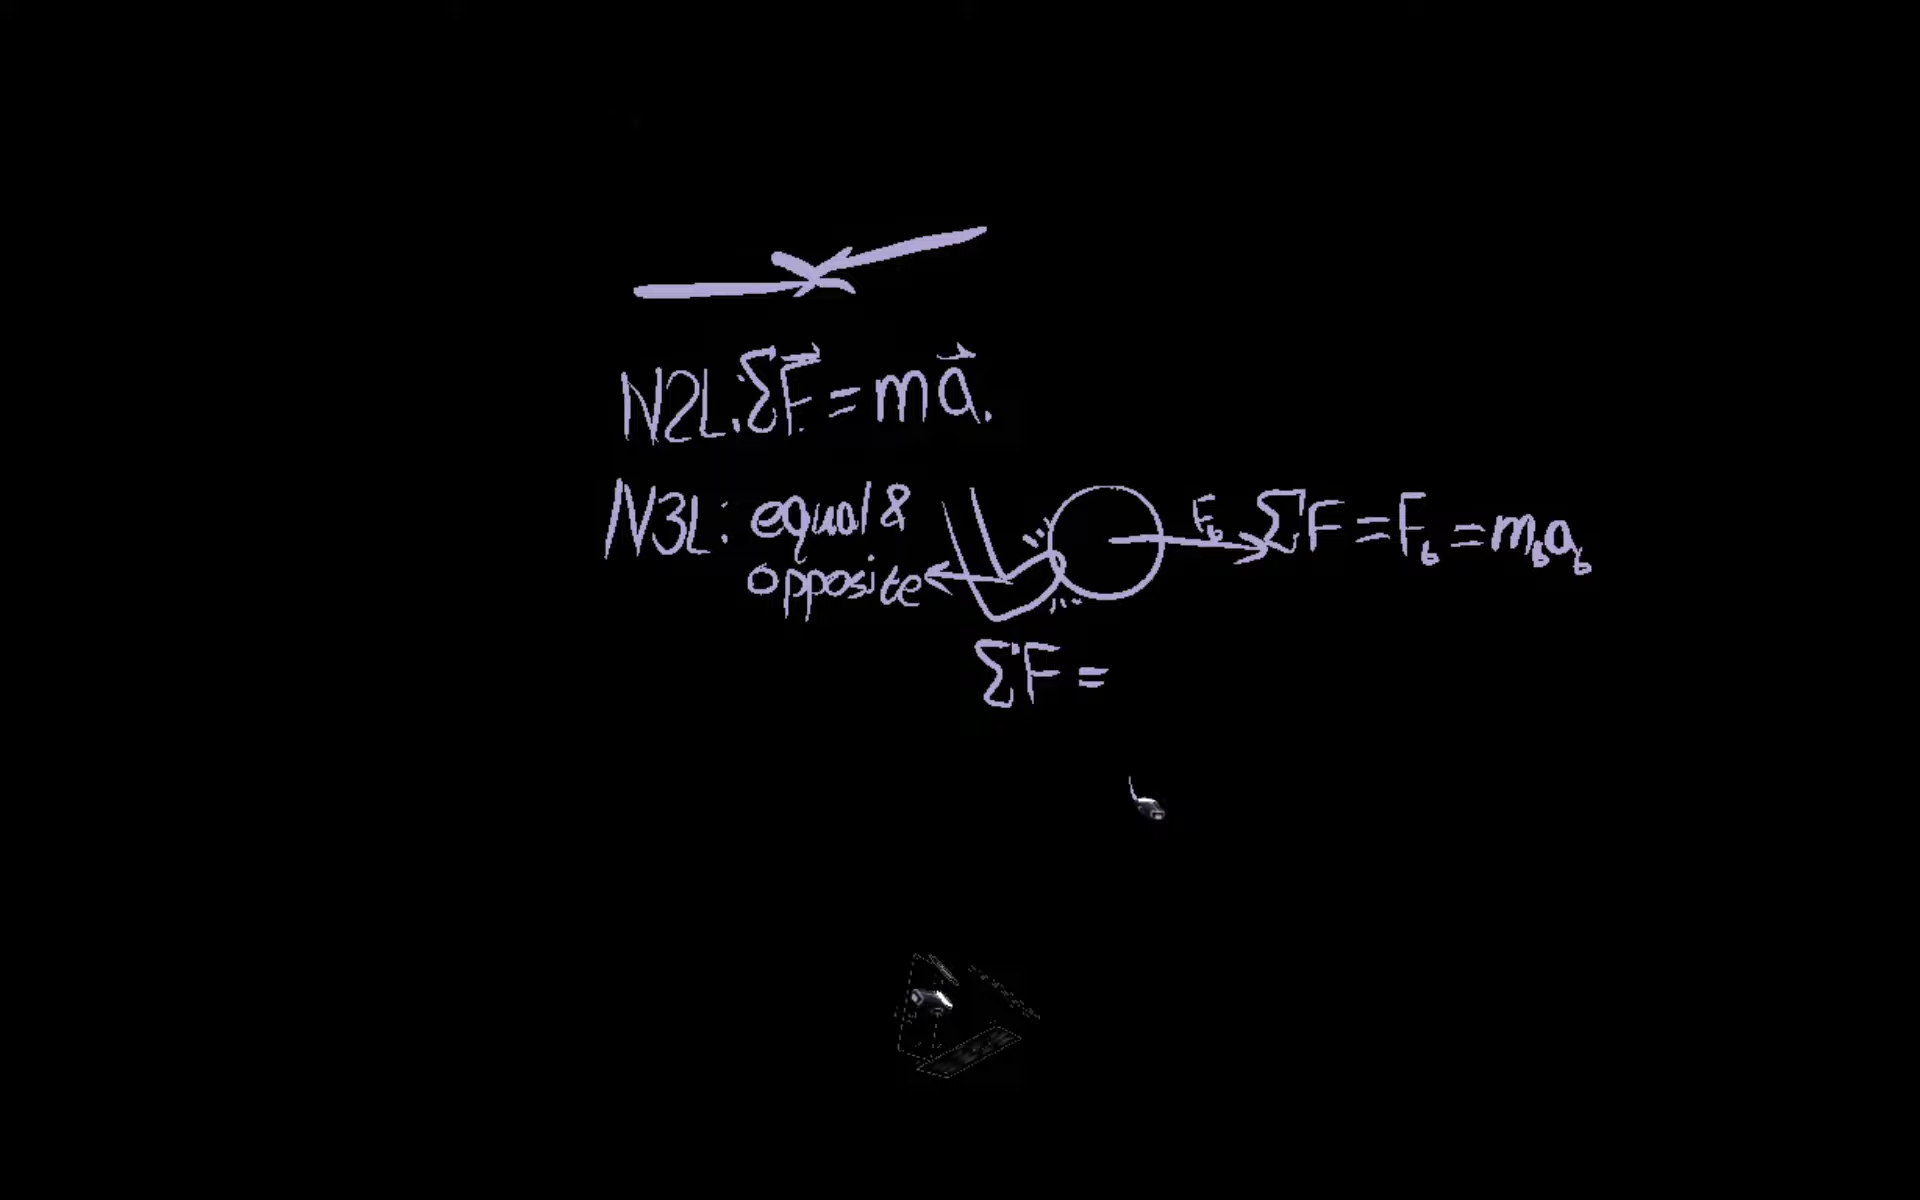 N2L: ΣF⃗ = ma⃗.
N3L: equal &
opposite
F_b
ΣF = F_b = m_b a_b
ΣF =